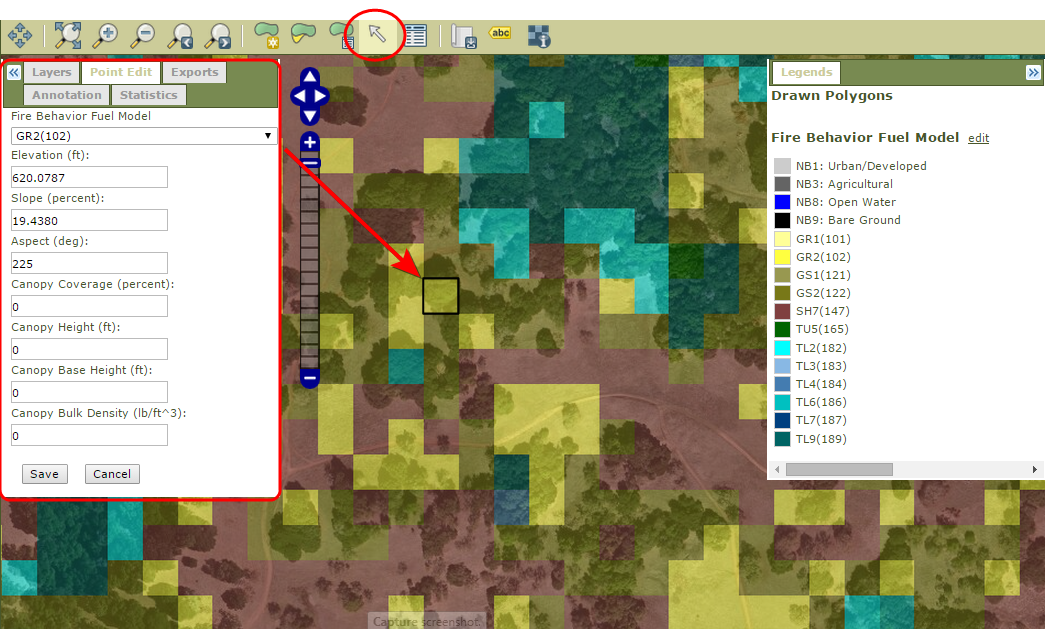 abc
Layers
Point Edit
Exports
Annotation
Statistics
Fire Behavior Fuel Model
GR2(102)
Elevation (ft):
620.0787
Slope (percent):
19.4380
Aspect (deg):
225
Canopy Coverage (percent):
0
Canopy Height (ft):
0
Canopy Base Height (ft):
0
Canopy Bulk Density (lb/ft^3):
0
Save
Cancel
Legends
Drawn Polygons
Fire Behavior Fuel Model edit
NB1: Urban/Developed
NB3: Agricultural
NB8: Open Water
NB9: Bare Ground
GR1(101)
GR2(102)
GS1(121)
GS2(122)
SH7(147)
TU5(165)
TL2(182)
TL3(183)
TL4(184)
TL6(186)
TL7(187)
TL9(189)
Capture screenshot.